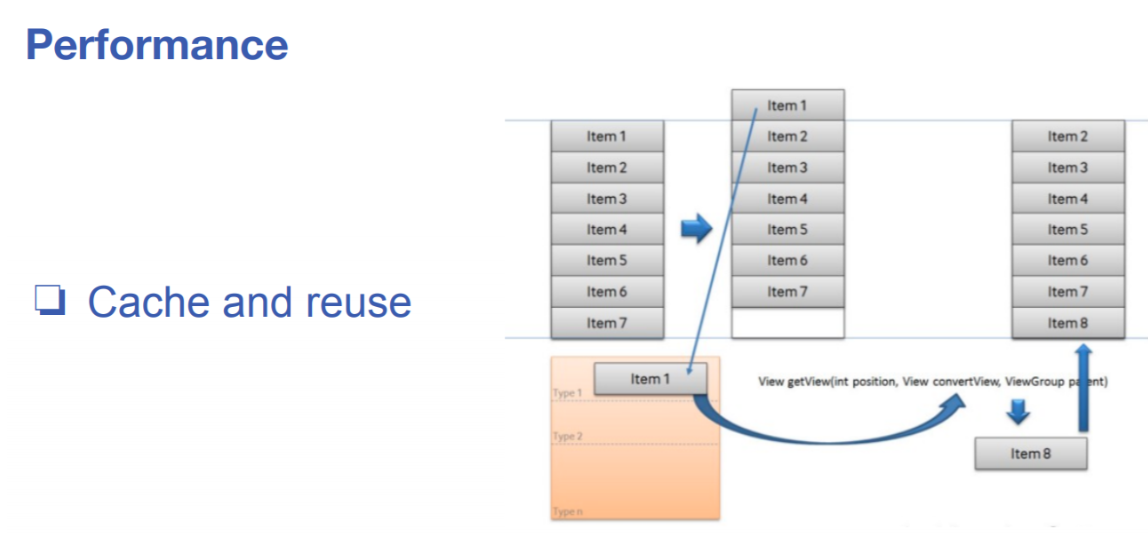 Performance
❏ Cache and reuse
Item 1
Item 2
Item 3
Item 4
Item 5
Item 6
Item 7
Item 1
Item 2
Item 3
Item 4
Item 5
Item 6
Item 7
Item 2
Item 3
Item 4
Item 5
Item 6
Item 7
Item 8
Item 1
Type 1
Type 2
Type n
View getView(int position, View convertView, ViewGroup parent)
Item 8